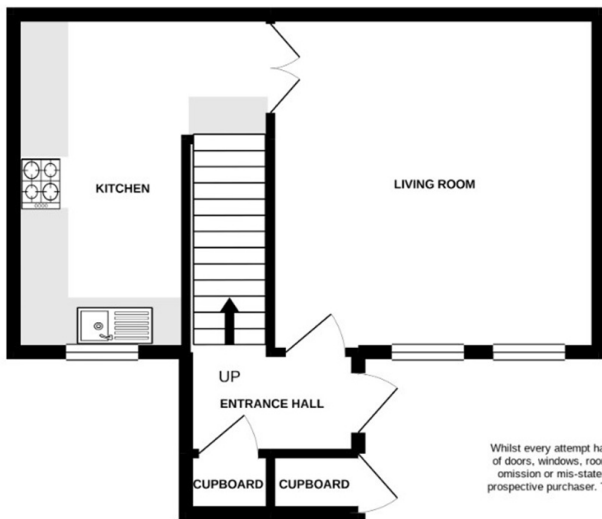 KITCHEN
LIVING ROOM
UP
ENTRANCE HALL
CUPBOARD
CUPBOARD
Whilst every attempt ha
of doors, windows, roor
omission or mis-state
prospective purchaser.